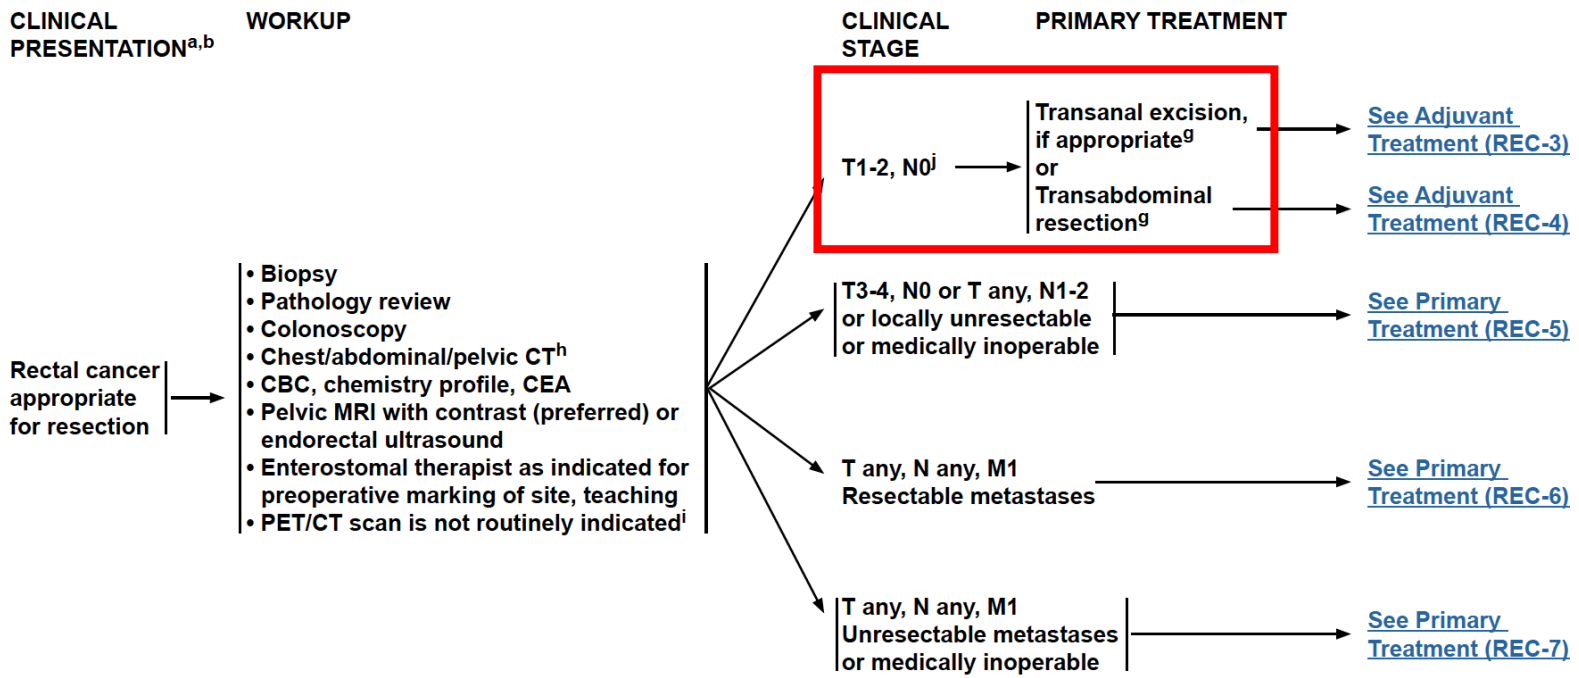 CLINICAL
PRESENTATIONa,b
WORKUP
CLINICAL
STAGE
PRIMARY TREATMENT
Rectal cancer
appropriate
for resection
• Biopsy
• Pathology review
• Colonoscopy
• Chest/abdominal/pelvic CTh
• CBC, chemistry profile, CEA
• Pelvic MRI with contrast (preferred) or
endorectal ultrasound
• Enterostomal therapist as indicated for
preoperative marking of site, teaching
• PET/CT scan is not routinely indicatedi
T1-2, N0j
Transanal excision,
if appropriateg
or
Transabdominal
resectiong
See Adjuvant
Treatment (REC-3)
See Adjuvant
Treatment (REC-4)
T3-4, N0 or T any, N1-2
or locally unresectable
or medically inoperable
See Primary
Treatment (REC-5)
T any, N any, M1
Resectable metastases
See Primary
Treatment (REC-6)
T any, N any, M1
Unresectable metastases
or medically inoperable
See Primary
Treatment (REC-7)